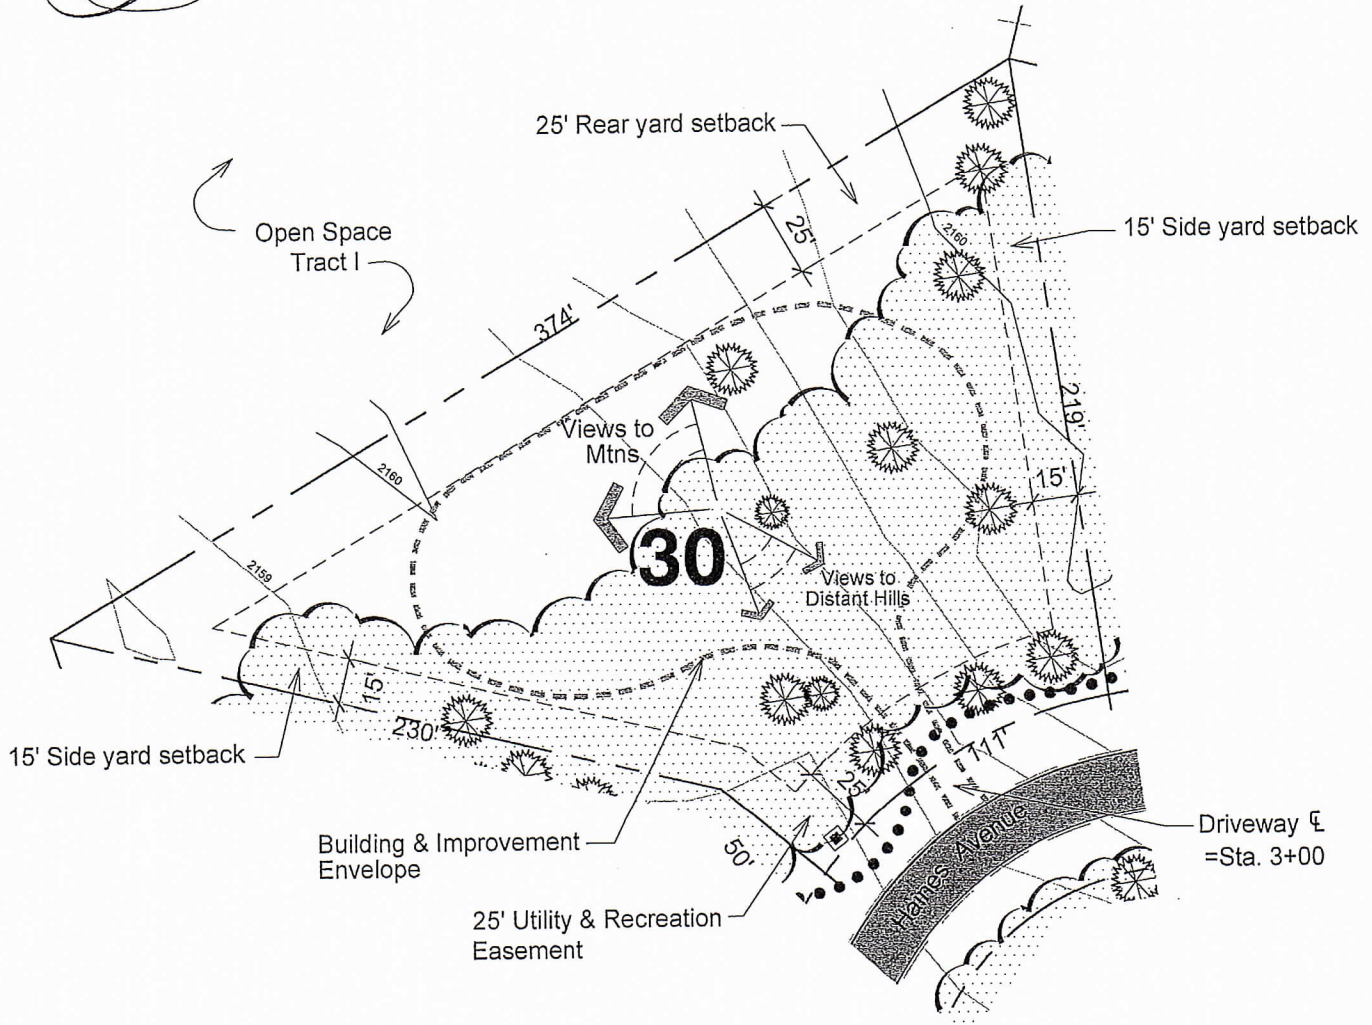 25' Rear yard setback
Open Space
Tract I
15' Side yard setback
25'
374'
2160
219'
Views to
Mtns
2160
15'
30
Views to
Distant Hills
2159
15'
230'
15' Side yard setback
111'
25'
Building & Improvement
Envelope
50'
Haines Avenue
Driveway ℄
=Sta. 3+00
25' Utility & Recreation
Easement